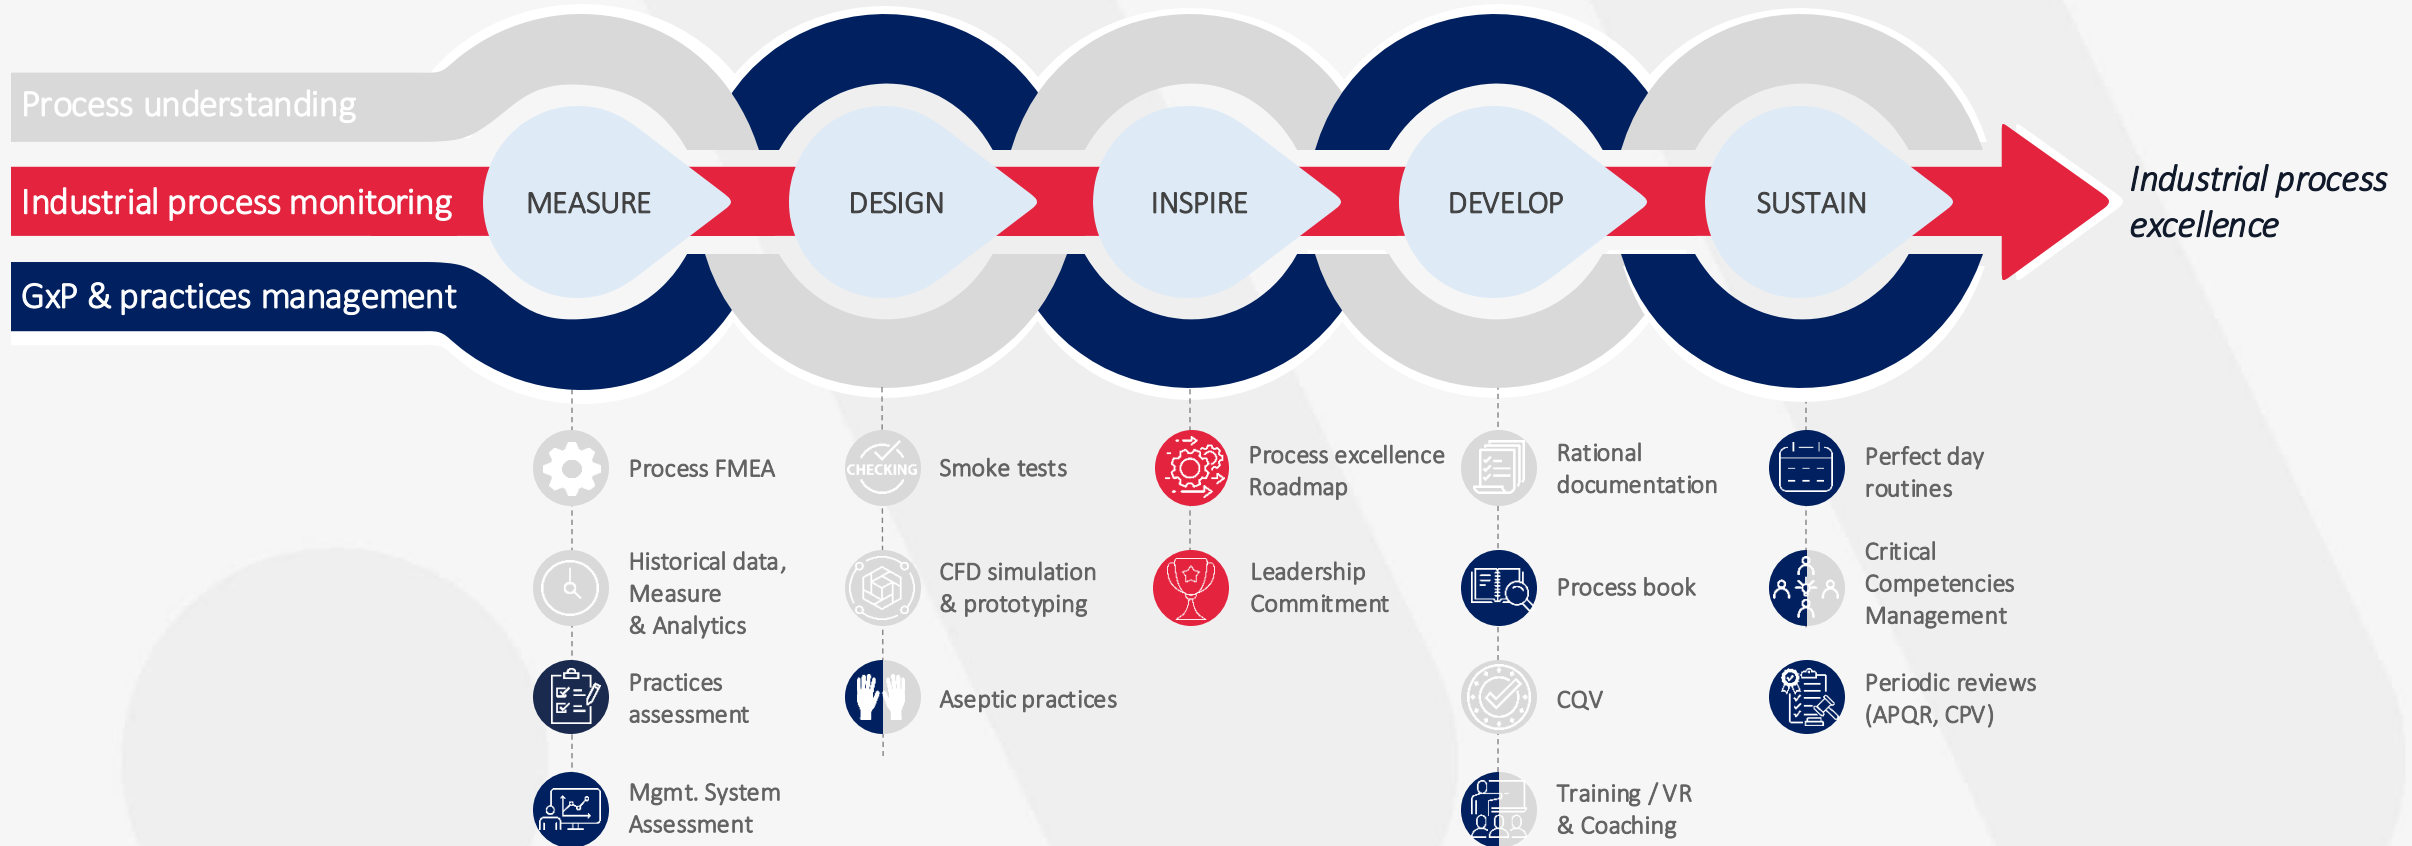 Process understanding
Industrial process monitoring
GxP & practices management
MEASURE
DESIGN
INSPIRE
DEVELOP
SUSTAIN
Industrial process
excellence
Process FMEA
Historical data,
Measure
& Analytics
Practices
assessment
Mgmt. System
Assessment
CHECKING
Smoke tests
CFD simulation
& prototyping
Aseptic practices
Process excellence
Roadmap
Leadership
Commitment
Rational
documentation
Process book
CQV
Training / VR
& Coaching
Perfect day
routines
Critical
Competencies
Management
Periodic reviews
(APQR, CPV)